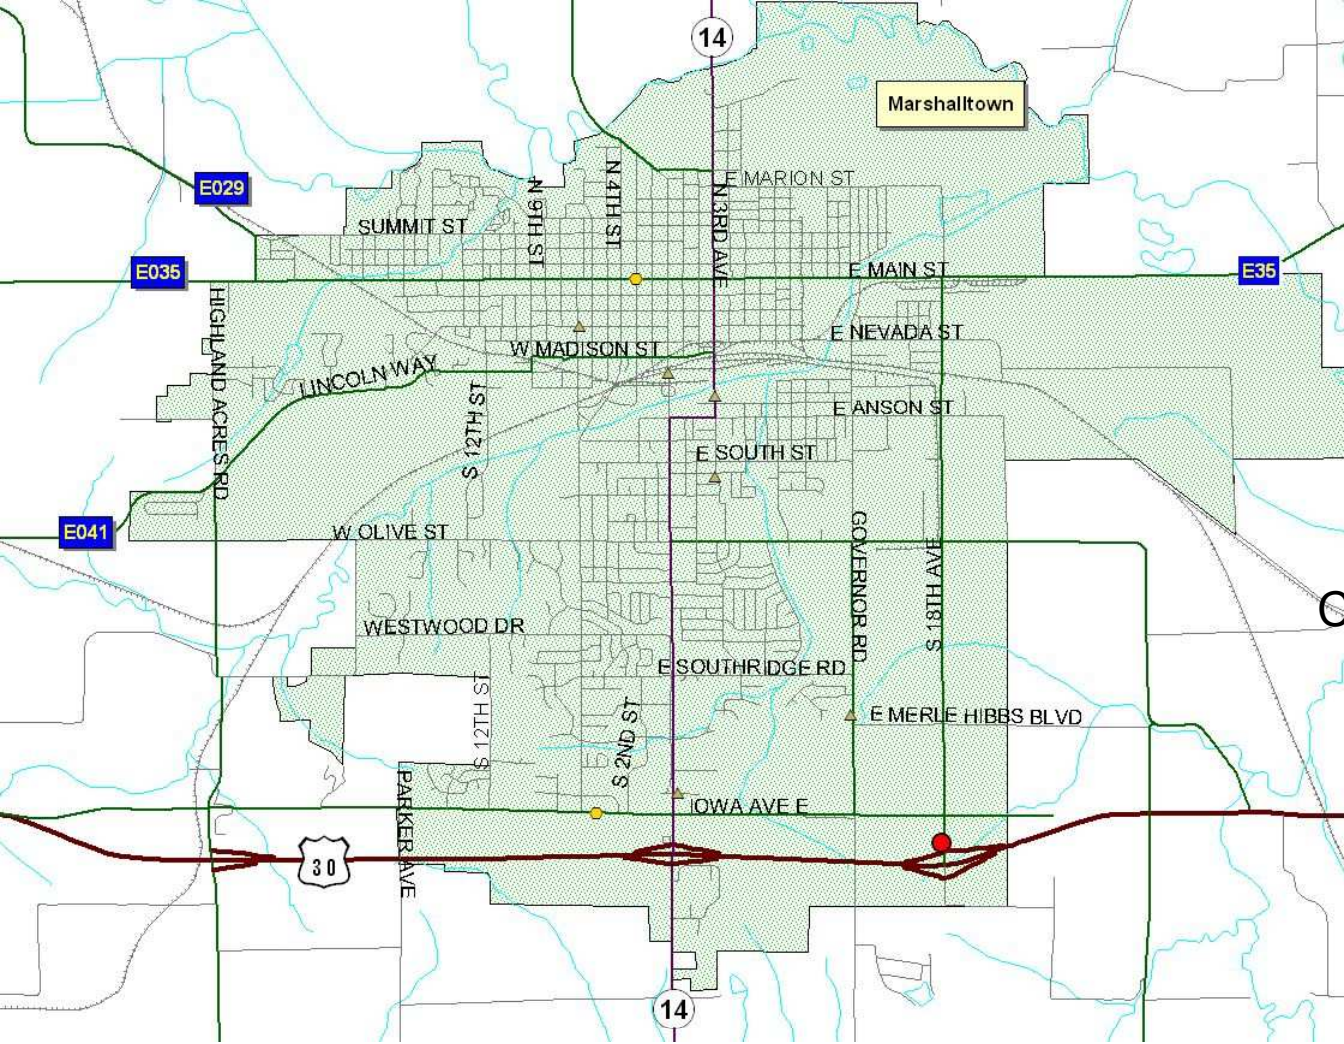 14
Marshalltown
E MARION ST
E029
N 9TH ST
N 4TH ST
N 3RD AVE
SUMMIT ST
E035
E MAIN ST
E35
HIGHLAND ACRES RD
E NEVADA ST
W MADISON ST
LINCOLN WAY
S 12TH ST
E ANSON ST
E SOUTH ST
E041
W OLIVE ST
GOVERNOR RD
S 18TH AVE
WESTWOOD DR
E SOUTHRIDGE RD
S 12TH ST
S 2ND ST
E MERLE HIBBS BLVD
PARKER AVE
IOWA AVE E
30
14